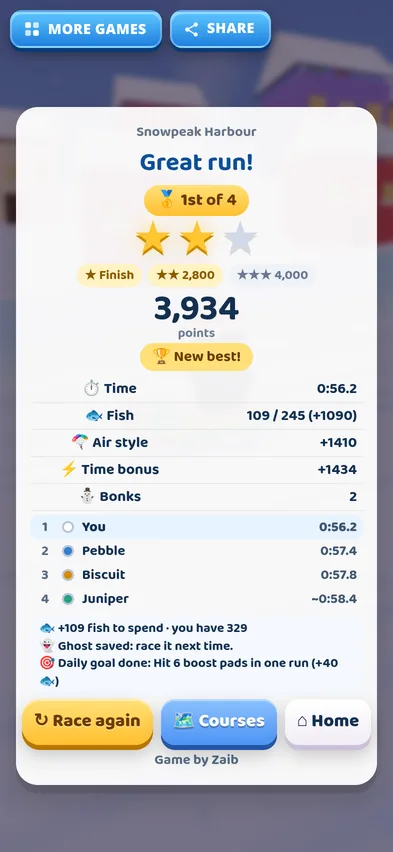 MORE GAMES
SHARE
Snowpeak Harbour
Great run!
🥇 1st of 4
★ Finish ★★ 2,800 ★★★ 4,000
3,934
points
🏆 New best!
⏱️ Time 0:56.2
🐟 Fish 109 / 245 (+1090)
🪂 Air style +1410
⚡ Time bonus +1434
⛄ Bonks 2
1 You 0:56.2
2 Pebble 0:57.4
3 Biscuit 0:57.8
4 Juniper ~0:58.4
🐟 +109 fish to spend · you have 329
👻 Ghost saved: race it next time.
🎯 Daily goal done: Hit 6 boost pads in one run (+40
🐟)
↻ Race again
🗺️ Courses
⌂ Home
Game by Zaib